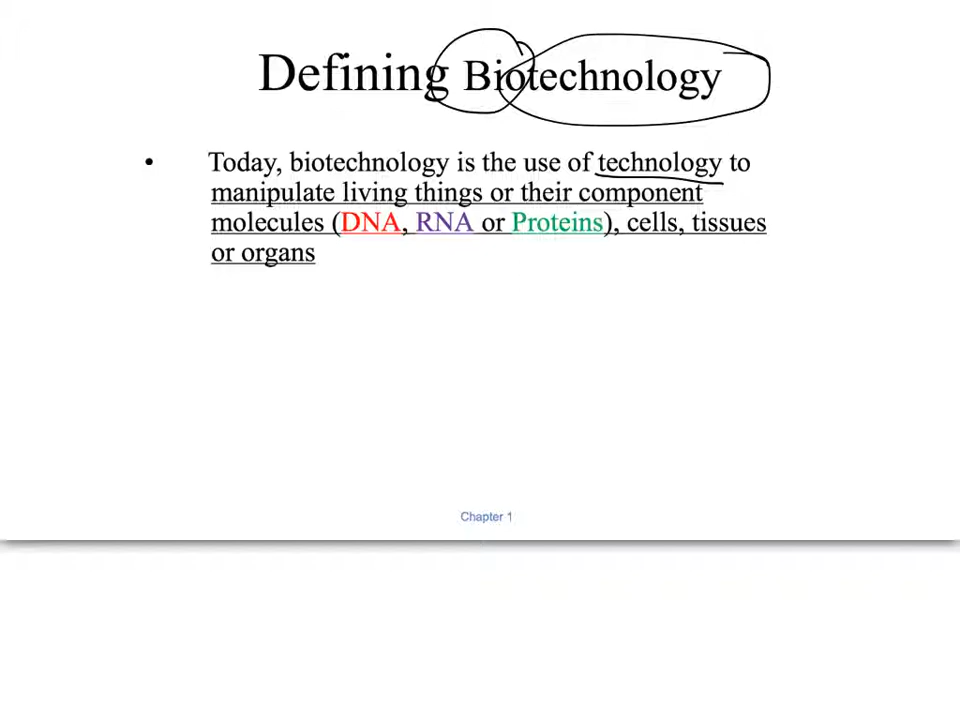 Defining Biotechnology
• Today, biotechnology is the use of technology to
manipulate living things or their component
molecules (DNA, RNA or Proteins), cells, tissues
or organs
Chapter 1